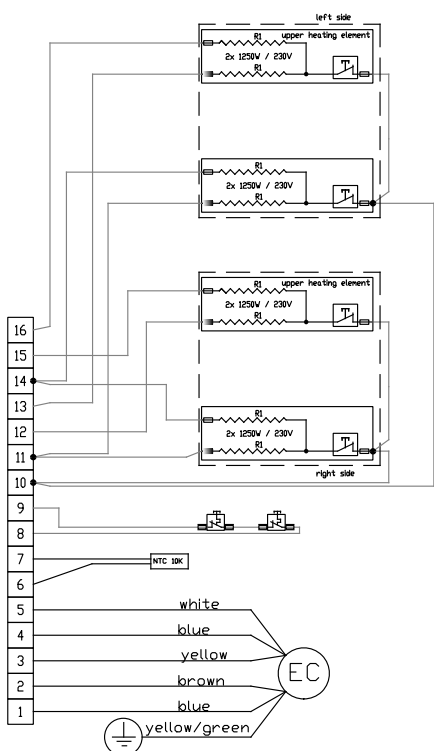 left side
R1 upper heating element
2x 1250W / 230V
R1
R1
2x 1250W / 230V
R1
R1 upper heating element
2x 1250W / 230V
R1
R1
2x 1250W / 230V
R1
right side
16
15
14
13
12
11
10
9
8
7
NTC 10K
6
5 white
4 blue
3 yellow
EC
2 brown
1 blue
yellow/green